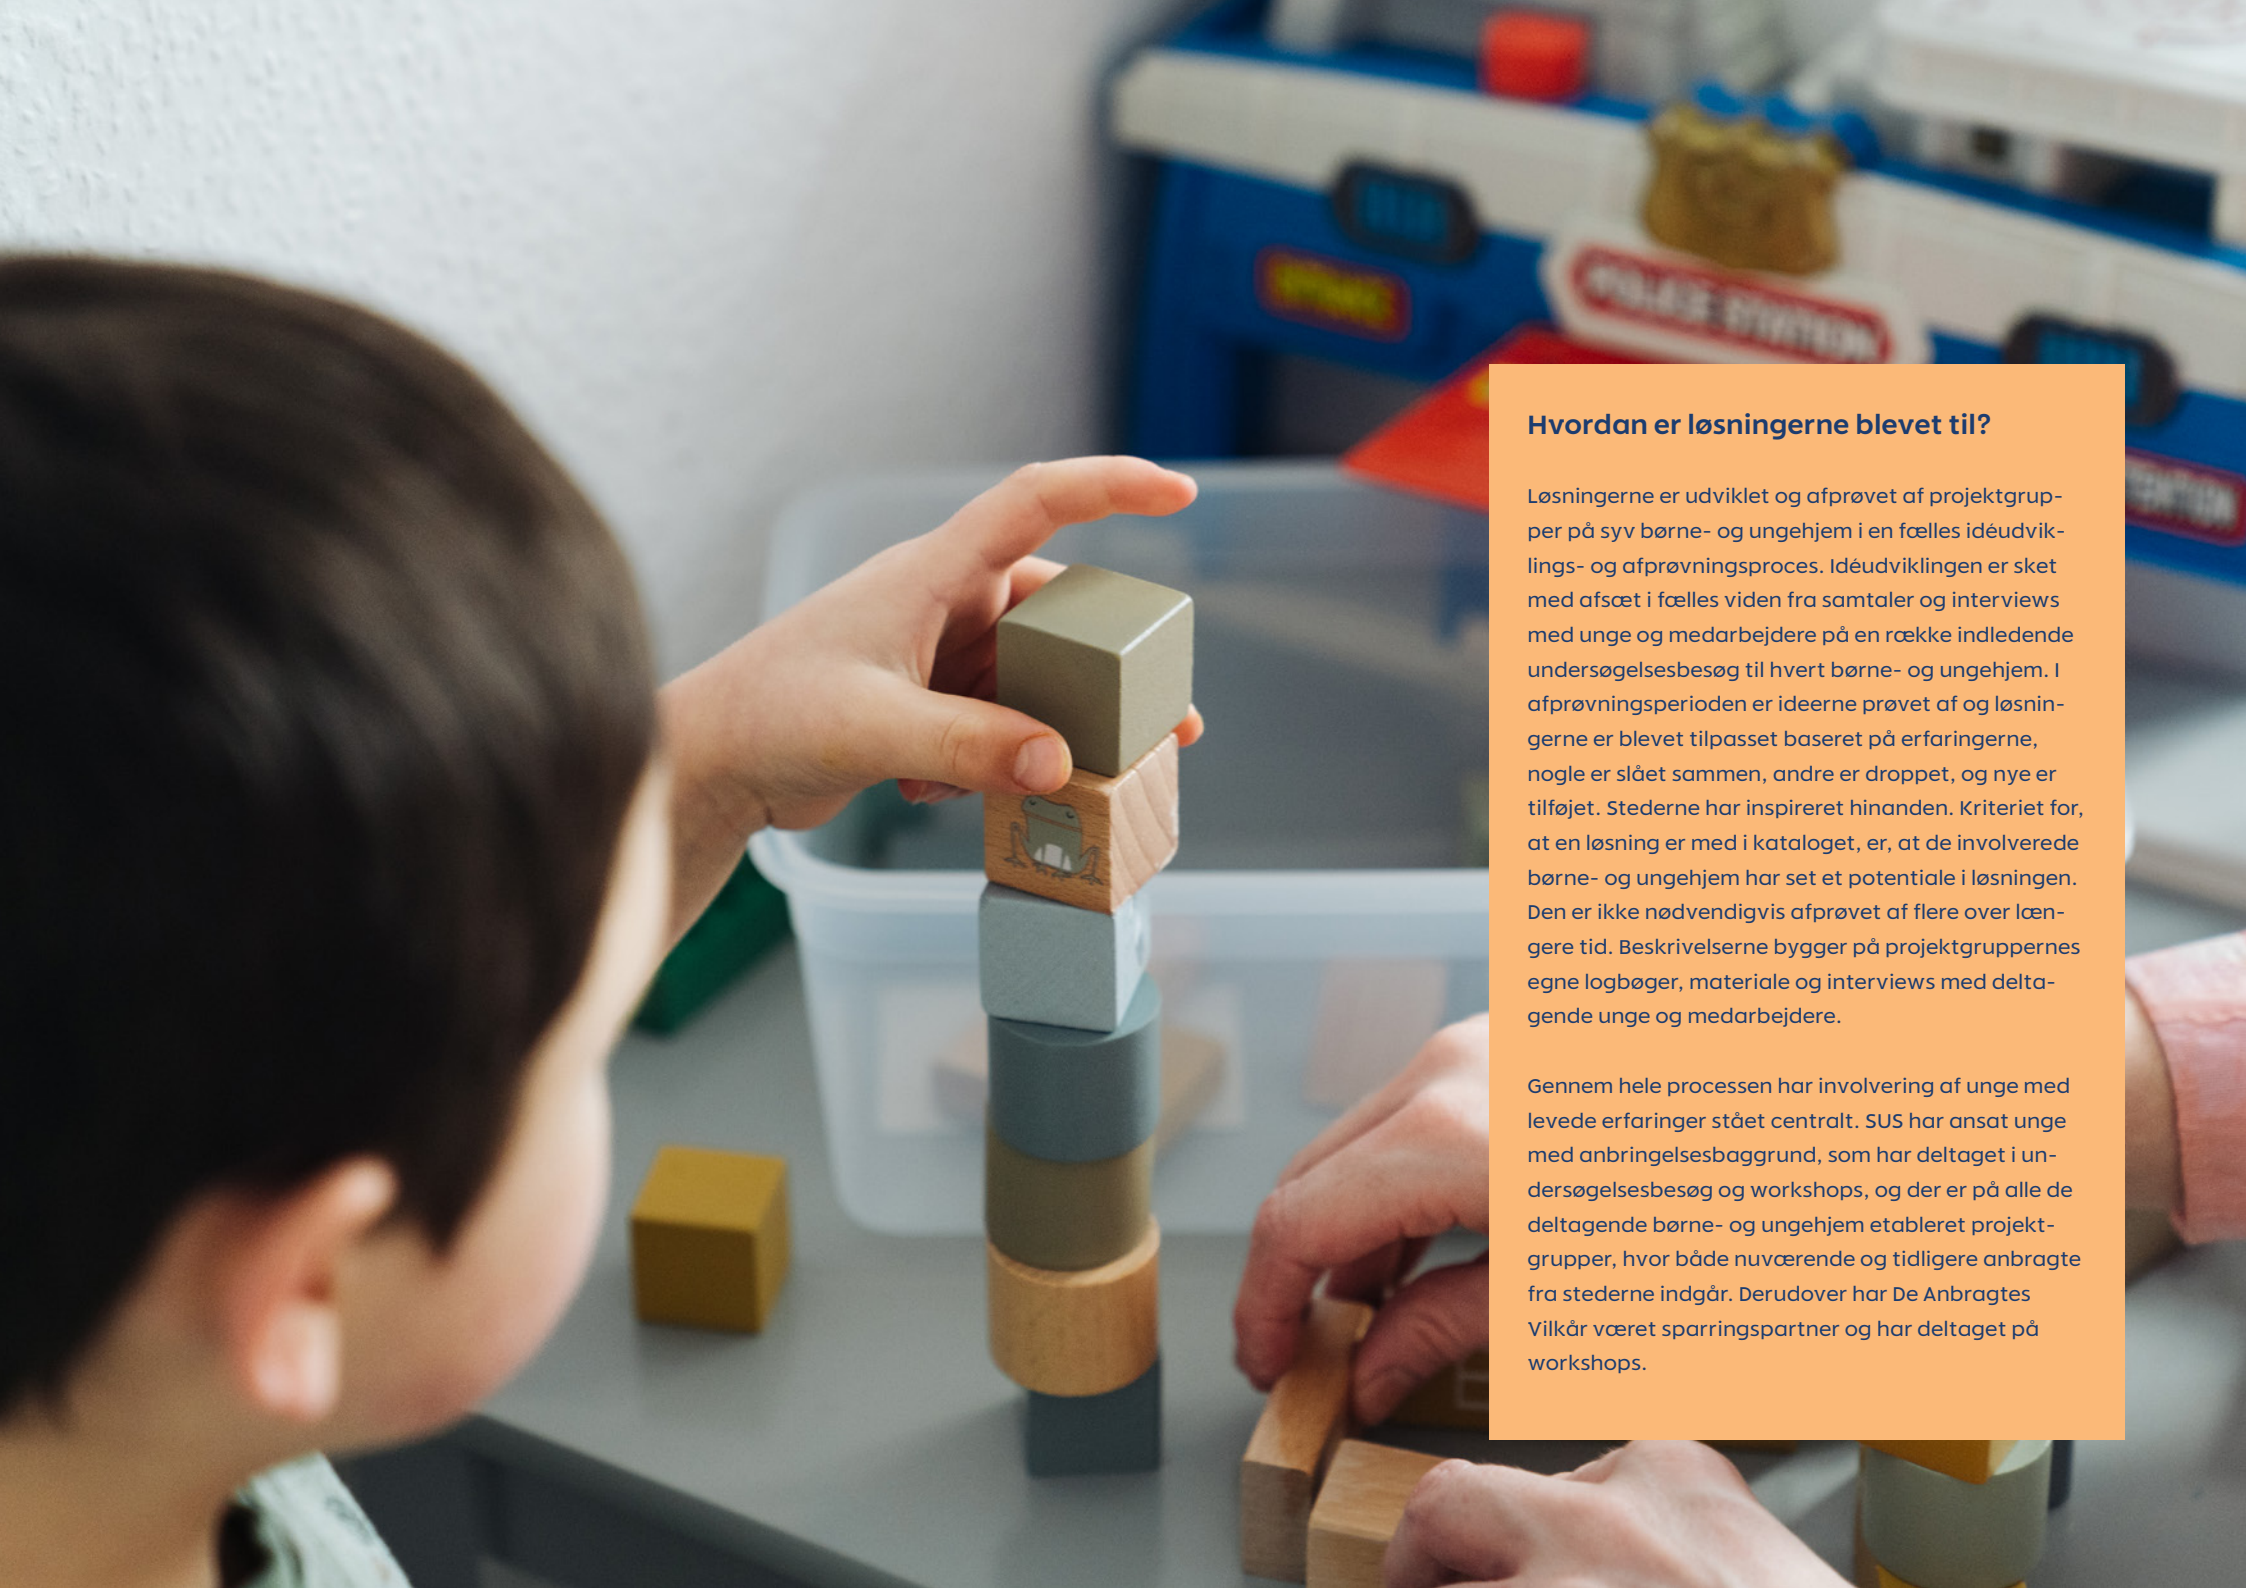 POLICE STATION
Hvordan er løsningerne blevet til?
Løsningerne er udviklet og afprøvet af projektgrup-
per på syv børne- og ungehjem i en fælles idéudvik-
lings- og afprøvningsproces. Idéudviklingen er sket
med afsæt i fælles viden fra samtaler og interviews
med unge og medarbejdere på en række indledende
undersøgelsesbesøg til hvert børne- og ungehjem. I
afprøvningsperioden er ideerne prøvet af og løsnin-
gerne er blevet tilpasset baseret på erfaringerne,
nogle er slået sammen, andre er droppet, og nye er
tilføjet. Stederne har inspireret hinanden. Kriteriet for,
at en løsning er med i kataloget, er, at de involverede
børne- og ungehjem har set et potentiale i løsningen.
Den er ikke nødvendigvis afprøvet af flere over læn-
gere tid. Beskrivelserne bygger på projektgruppernes
egne logbøger, materiale og interviews med delta-
gende unge og medarbejdere.
Gennem hele processen har involvering af unge med
levede erfaringer stået centralt. SUS har ansat unge
med anbringelsesbaggrund, som har deltaget i un-
dersøgelsesbesøg og workshops, og der er på alle de
deltagende børne- og ungehjem etableret projekt-
grupper, hvor både nuværende og tidligere anbragte
fra stederne indgår. Derudover har De Anbragtes
Vilkår været sparringspartner og har deltaget på
workshops.